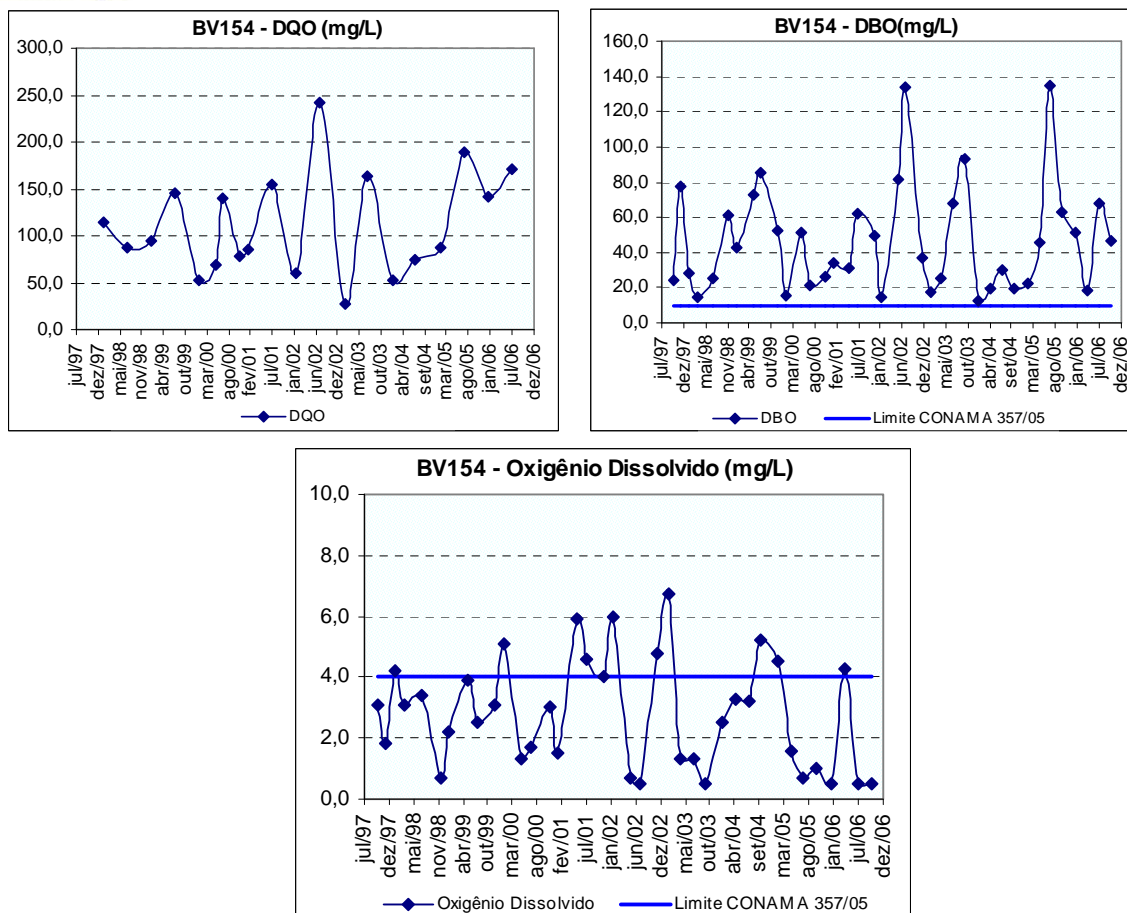 BV154 - DQO (mg/L)
300,0
250,0
200,0
150,0
100,0
50,0
0,0
jul/97
dez/97
mai/98
nov/98
abr/99
out/99
mar/00
ago/00
fev/01
jul/01
jan/02
jun/02
dez/02
mai/03
out/03
abr/04
set/04
mar/05
ago/05
jan/06
jul/06
dez/06
DQO
BV154 - DBO(mg/L)
160,0
140,0
120,0
100,0
80,0
60,0
40,0
20,0
0,0
jul/97
dez/97
mai/98
nov/98
abr/99
out/99
mar/00
ago/00
fev/01
jul/01
jan/02
jun/02
dez/02
mai/03
out/03
abr/04
set/04
mar/05
ago/05
jan/06
jul/06
dez/06
DBO Limite CONAMA 357/05
BV154 - Oxigênio Dissolvido (mg/L)
10,0
8,0
6,0
4,0
2,0
0,0
jul/97
dez/97
mai/98
nov/98
abr/99
out/99
mar/00
ago/00
fev/01
jul/01
jan/02
jun/02
dez/02
mai/03
out/03
abr/04
set/04
mar/05
ago/05
jan/06
jul/06
dez/06
Oxigênio Dissolvido Limite CONAMA 357/05